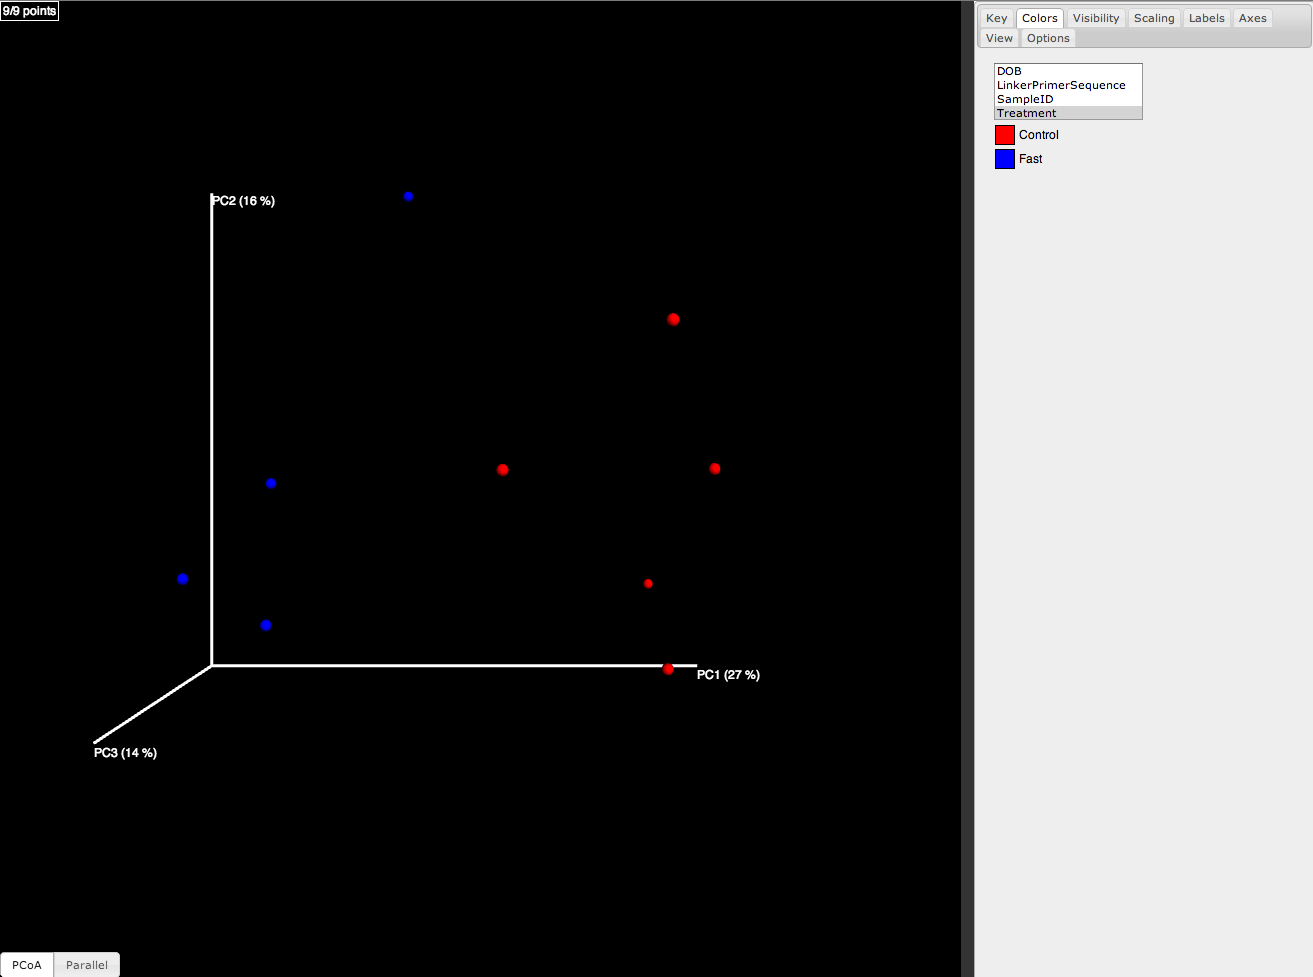 9/9 points
Key Colors Visibility Scaling Labels Axes
View Options
DOB
LinkerPrimerSequence
SampleID
Treatment
Control
Fast
PC2 (16 %)
PC1 (27 %)
PC3 (14 %)
PCoA Parallel